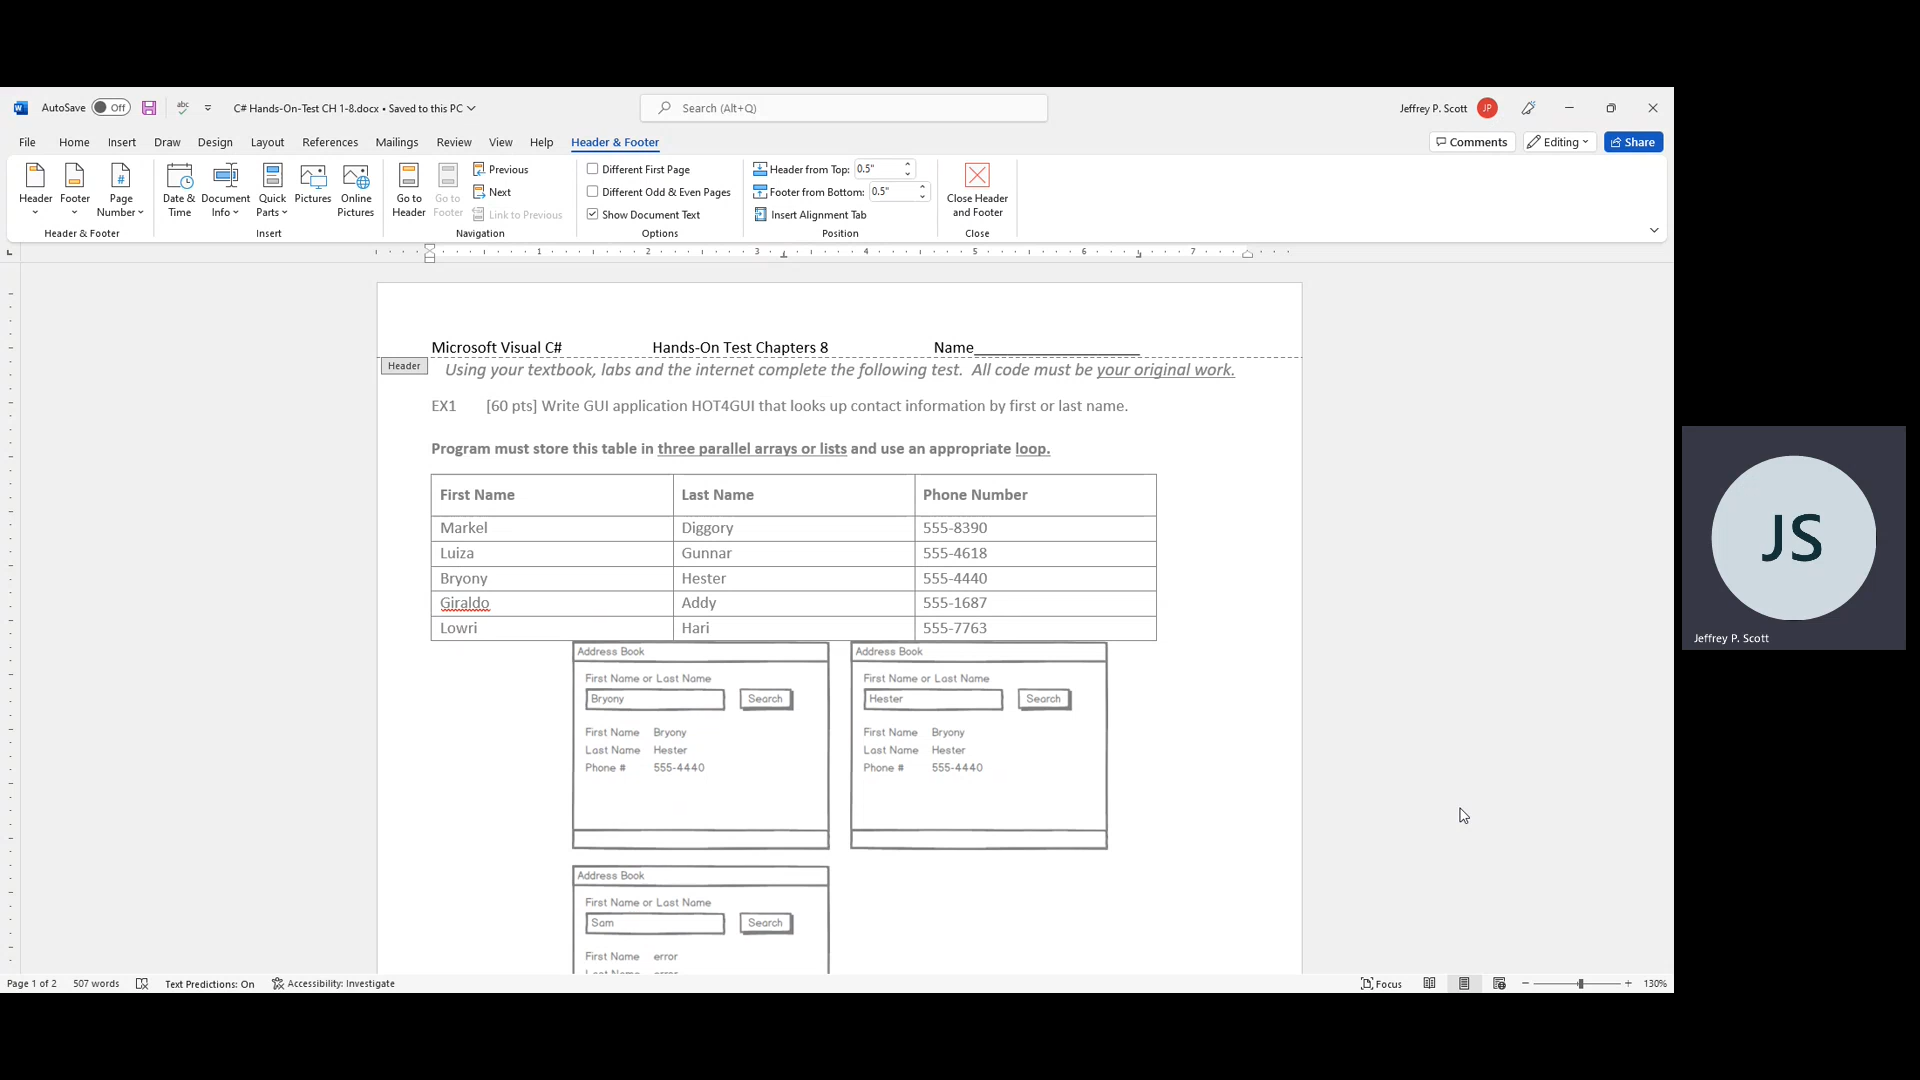 AutoSave Off abc C# Hands-On-Test CH 1-8.docx • Saved to this PC Search (Alt+Q) Jeffrey P. Scott JP
File Home Insert Draw Design Layout References Mailings Review View Help Header & Footer Comments Editing Share
Header Footer Page Number Date & Time Document Info Quick Parts Pictures Online Pictures Go to Header Go to Footer
Previous
Next
Link to Previous
Different First Page
Different Odd & Even Pages
Show Document Text
Header from Top: 0.5"
Footer from Bottom: 0.5"
Insert Alignment Tab
Close Header and Footer
Header & Footer Insert Navigation Options Position Close
1 2 3 4 5 6 7
Microsoft Visual C# Hands-On Test Chapters 8 Name____________________
Header
Using your textbook, labs and the internet complete the following test. All code must be your original work.
EX1 [60 pts] Write GUI application HOT4GUI that looks up contact information by first or last name.
Program must store this table in three parallel arrays or lists and use an appropriate loop.
First Name Last Name Phone Number
Markel Diggory 555-8390
Luiza Gunnar 555-4618
Bryony Hester 555-4440
Giraldo Addy 555-1687
Lowri Hari 555-7763
Address Book
First Name or Last Name
Bryony Search
First Name Bryony
Last Name Hester
Phone # 555-4440
Address Book
First Name or Last Name
Hester Search
First Name Bryony
Last Name Hester
Phone # 555-4440
Address Book
First Name or Last Name
Sam Search
First Name error
Last Name error
JS
Jeffrey P. Scott
Page 1 of 2 507 words Text Predictions: On Accessibility: Investigate Focus 130%